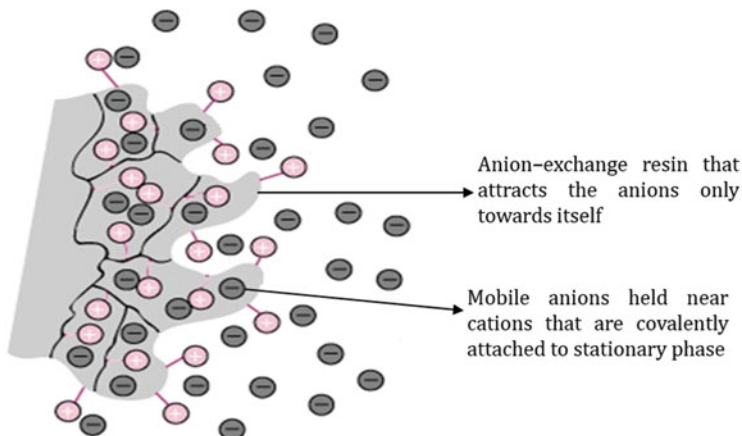 Anion–exchange resin that
attracts the anions only
towards itself
Mobile anions held near
cations that are covalently
attached to stationary phase